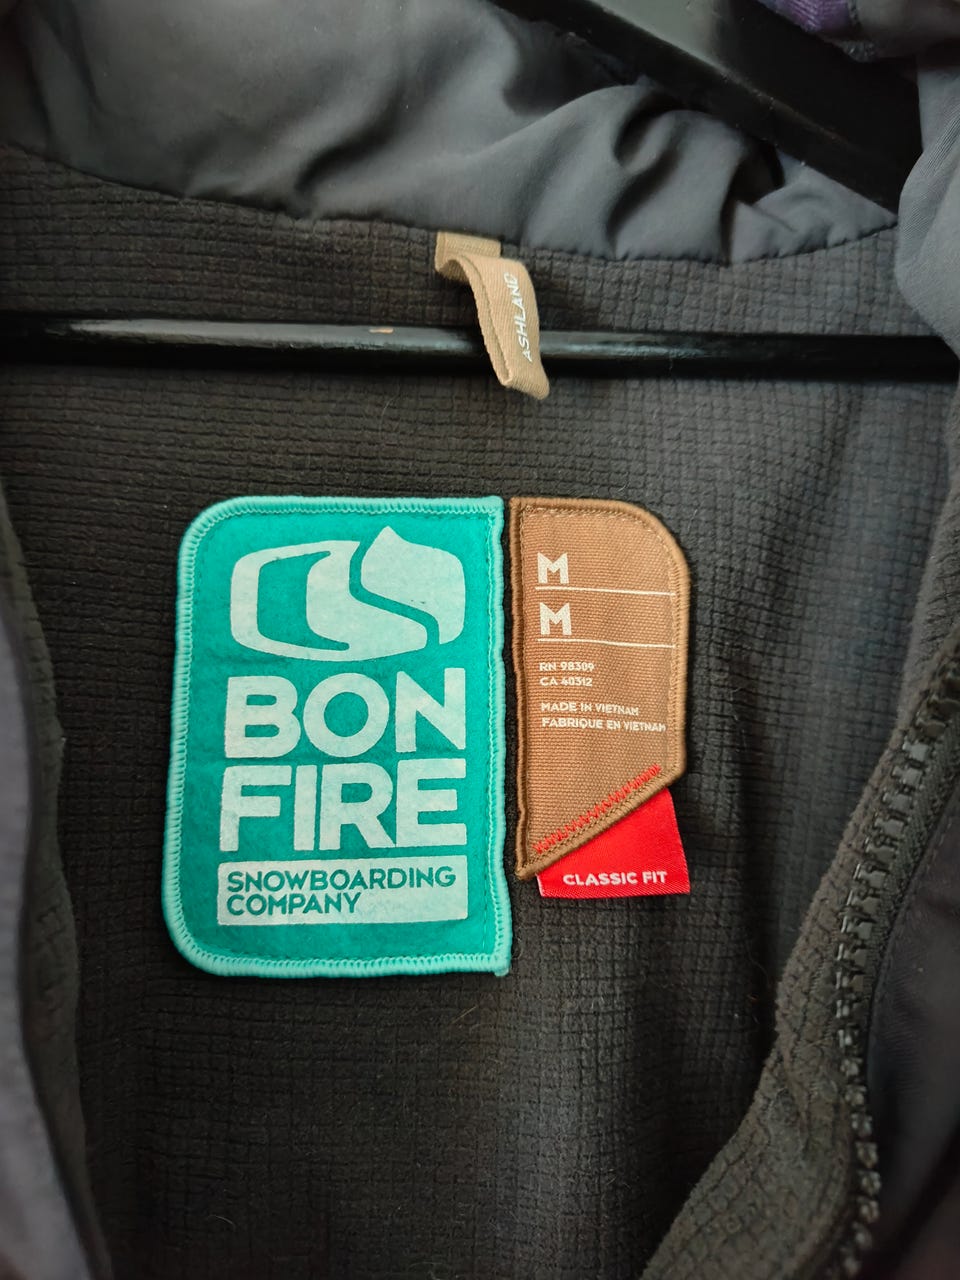 ASHLAND
BON
FIRE
SNOWBOARDING
COMPANY
M
M
RN 98309
CA 40312
MADE IN VIETNAM
FABRIQUE EN VIETNAM
CLASSIC FIT